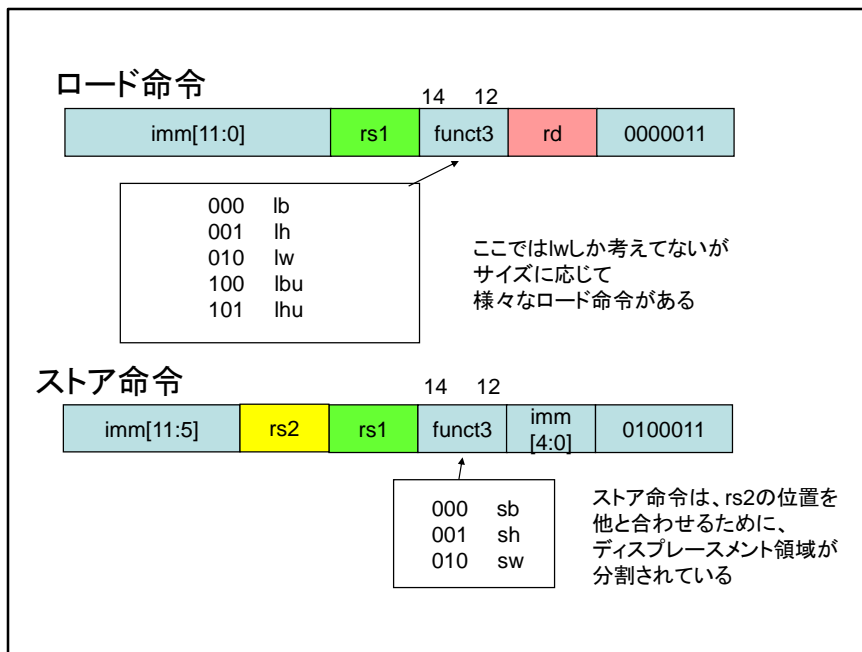 ロード命令
14 12
imm[11:0] rs1 funct3 rd 0000011
000 lb
001 lh
010 lw
100 lbu
101 lhu
ここではlwしか考えてないが
サイズに応じて
様々なロード命令がある
ストア命令
14 12
imm[11:5] rs2 rs1 funct3 imm [4:0] 0100011
000 sb
001 sh
010 sw
ストア命令は、rs2の位置を
他と合わせるために、
ディスプレースメント領域が
分割されている